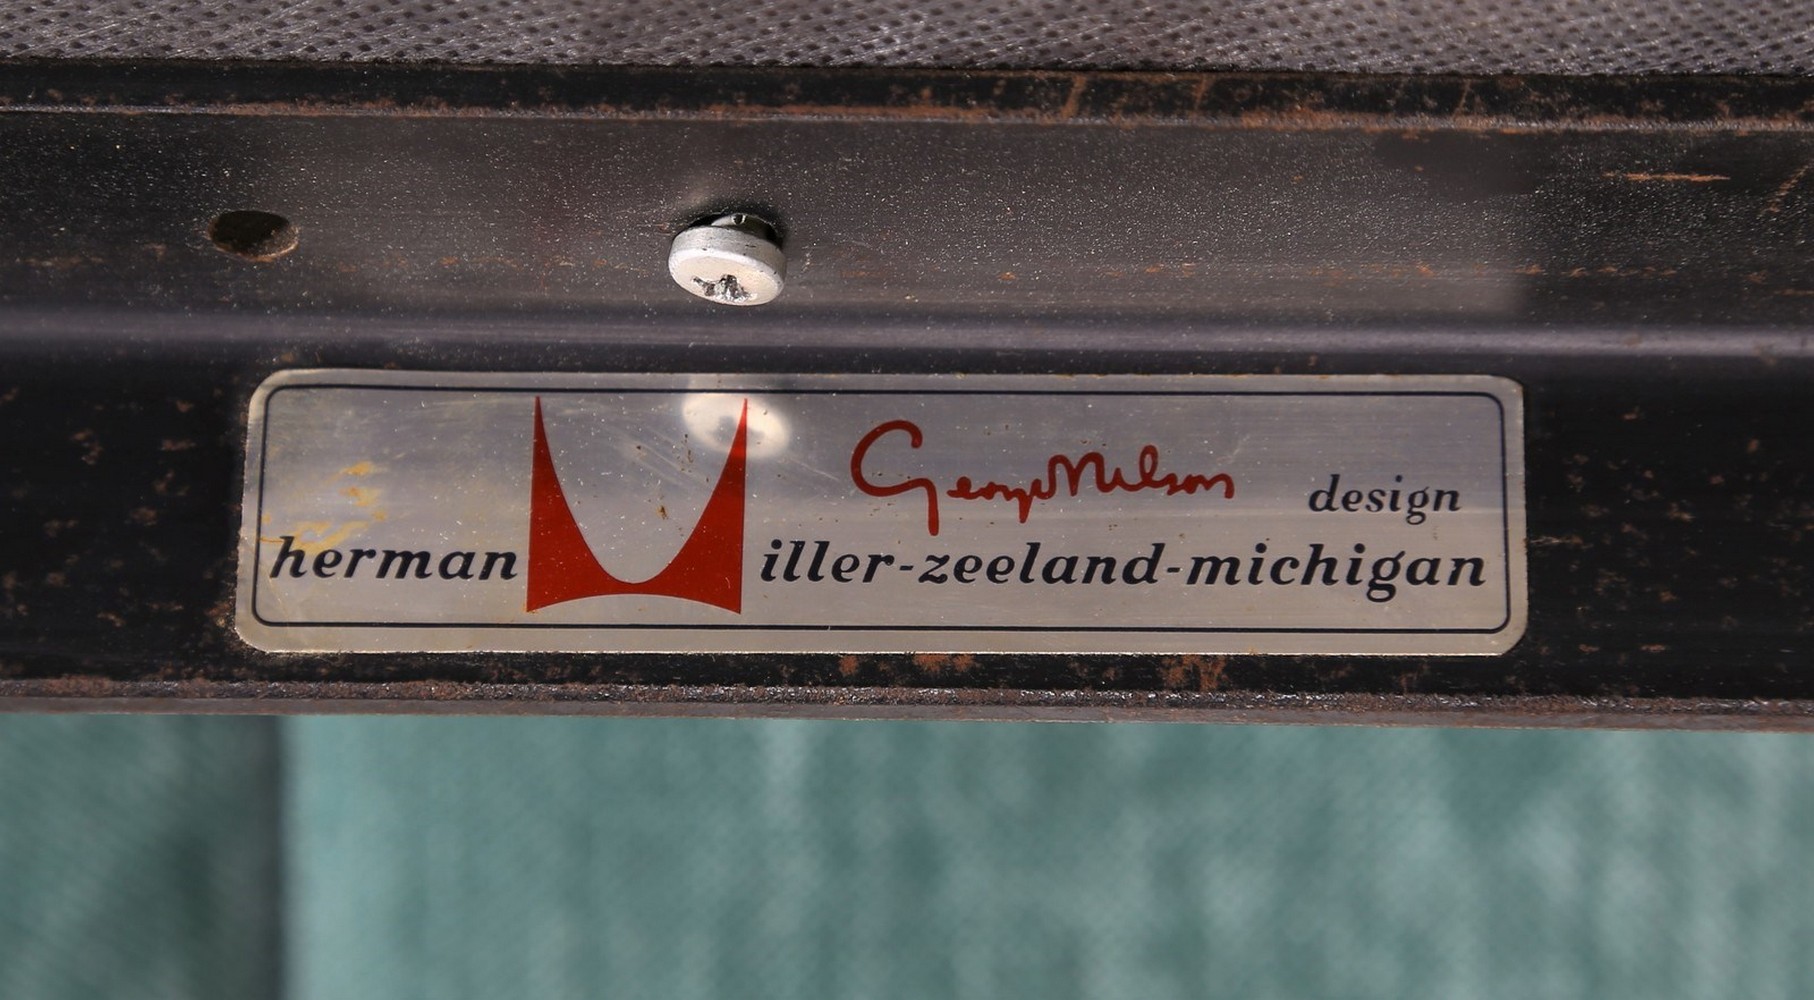 George Nelson design
herman miller-zeeland-michigan